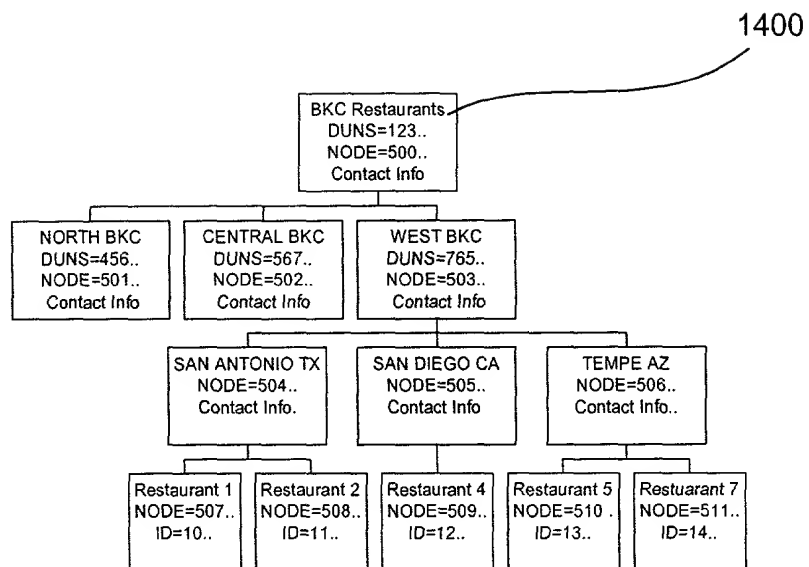 1400
BKC Restaurants
DUNS=123..
NODE=500..
Contact Info
NORTH BKC
DUNS=456..
NODE=501..
Contact Info
CENTRAL BKC
DUNS=567..
NODE=502..
Contact Info
WEST BKC
DUNS=765..
NODE=503..
Contact Info
SAN ANTONIO TX
NODE=504..
Contact Info.
SAN DIEGO CA
NODE=505..
Contact Info
TEMPE AZ
NODE=506..
Contact Info..
Restaurant 1
NODE=507..
ID=10..
Restaurant 2
NODE=508..
ID=11..
Restaurant 4
NODE=509..
ID=12..
Restaurant 5
NODE=510 .
ID=13..
Restuarant 7
NODE=511..
ID=14..